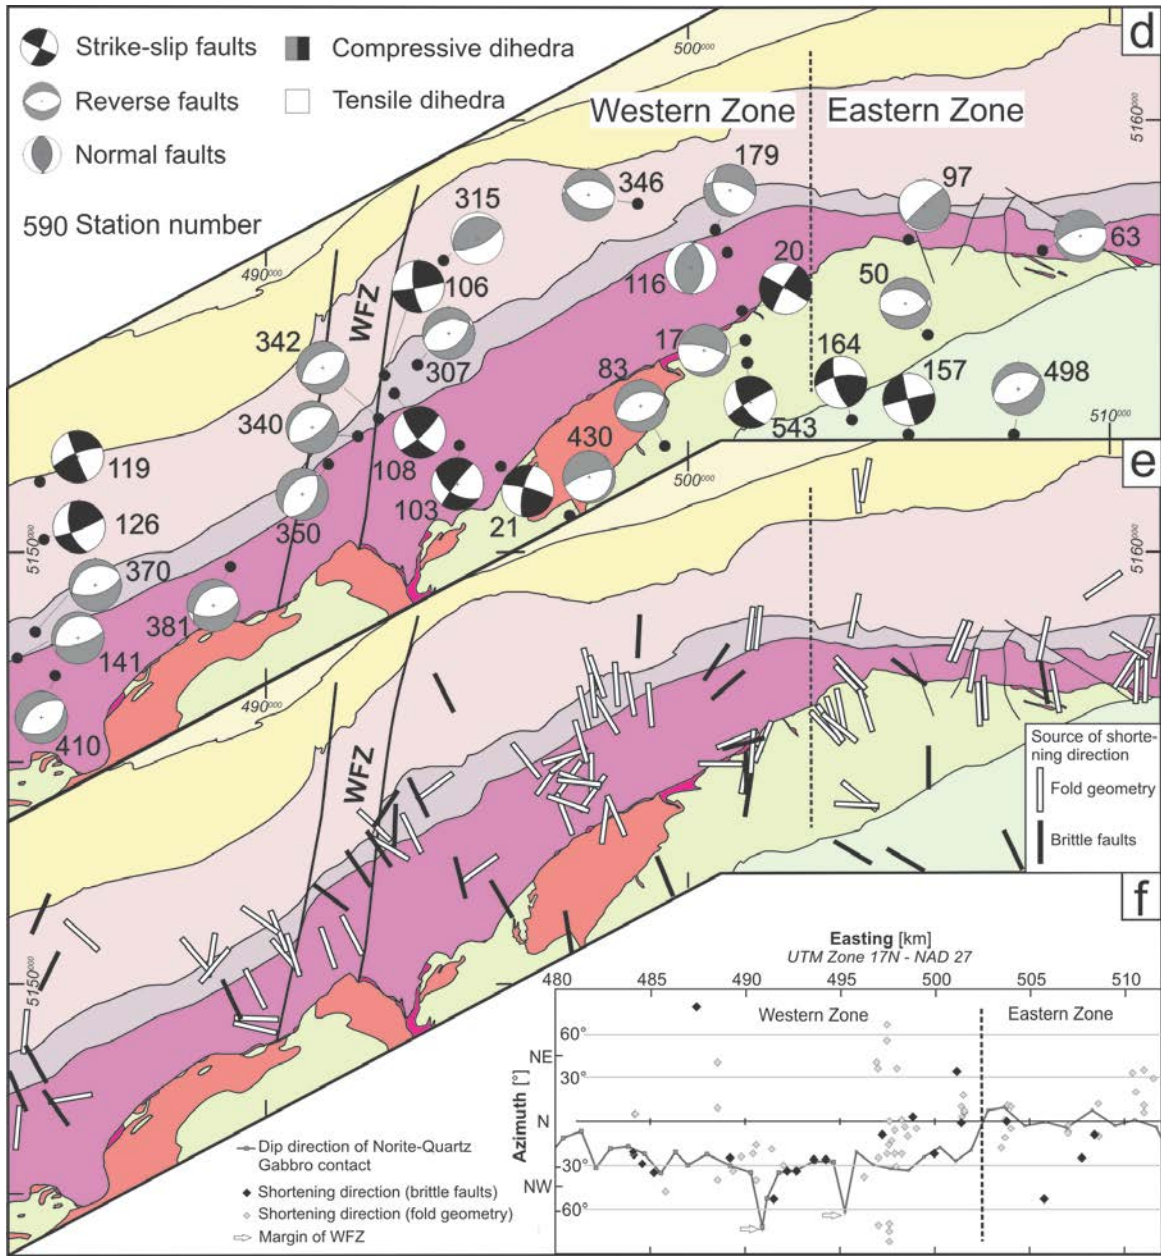 d
Strike-slip faults
Compressive dihedra
Reverse faults
Tensile dihedra
Normal faults
590 Station number
Western Zone
Eastern Zone
500000
5160000
490000
510000
500000
5150000
WFZ
179
346
97
315
20
63
106
116
50
342
307
17
164
157
498
83
340
430
543
119
108
103
21
126
350
370
381
141
410
e
490000
5160000
WFZ
5150000
Source of shorte-
ning direction
Fold geometry
Brittle faults
f
Easting [km]
UTM Zone 17N - NAD 27
480 485 490 495 500 505 510
Western Zone
Eastern Zone
60°
NE
30°
N
-30°
NW
-60°
Azimuth [°]
Dip direction of Norite-Quartz
Gabbro contact
Shortening direction (brittle faults)
Shortening direction (fold geometry)
Margin of WFZ